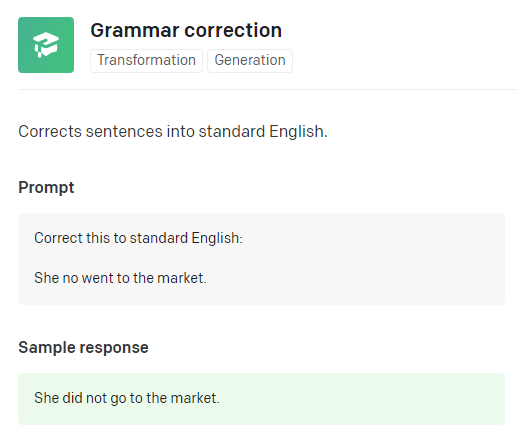 Grammar correction
Transformation Generation
Corrects sentences into standard English.
Prompt
Correct this to standard English:
She no went to the market.
Sample response
She did not go to the market.